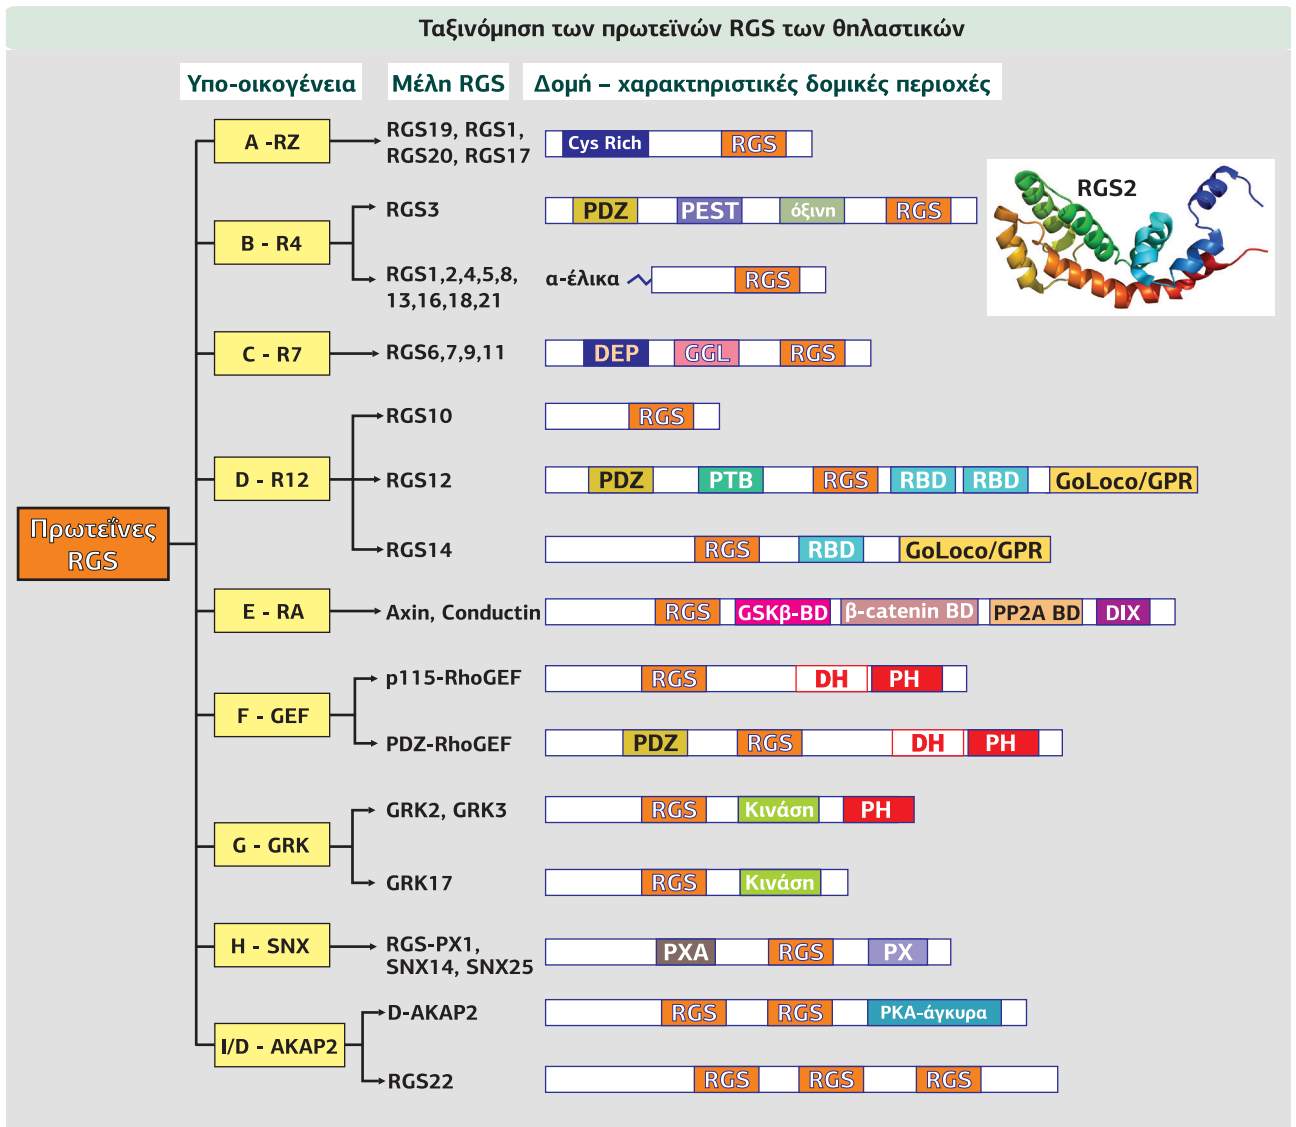 Ταξινόμηση των πρωτεϊνών RGS των θηλαστικών
Υπο-οικογένεια Μέλη RGS Δομή – χαρακτηριστικές δομικές περιοχές
A -RZ
RGS19, RGS1,
RGS20, RGS17
Cys Rich RGS
RGS2
B - R4
RGS3
PDZ PEST όξινη RGS
RGS1,2,4,5,8,
13,16,18,21
α-έλικα RGS
C - R7
RGS6,7,9,11
DEP GGL RGS
Πρωτεΐνες
RGS
D - R12
RGS10
RGS
RGS12
PDZ PTB RGS RBD RBD GoLoco/GPR
RGS14
RGS RBD GoLoco/GPR
E - RA
Axin, Conductin
RGS GSKβ-BD β-catenin BD PP2A BD DIX
F - GEF
p115-RhoGEF
RGS DH PH
PDZ-RhoGEF
PDZ RGS DH PH
G - GRK
GRK2, GRK3
RGS Κινάση PH
GRK17
RGS Κινάση
H - SNX
RGS-PX1,
SNX14, SNX25
PXA RGS PX
I/D - AKAP2
D-AKAP2
RGS RGS PKA-άγκυρα
RGS22
RGS RGS RGS